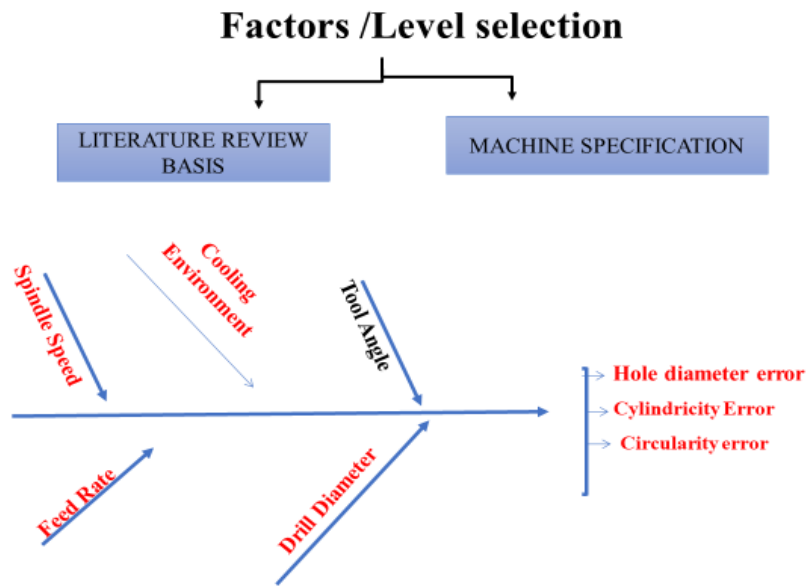 Factors /Level selection
LITERATURE REVIEW
BASIS
MACHINE SPECIFICATION
Spindle Speed
Cooling
Environment
Tool Angle
Hole diameter error
Cylindricity Error
Circularity error
Feed Rate
Drill Diameter